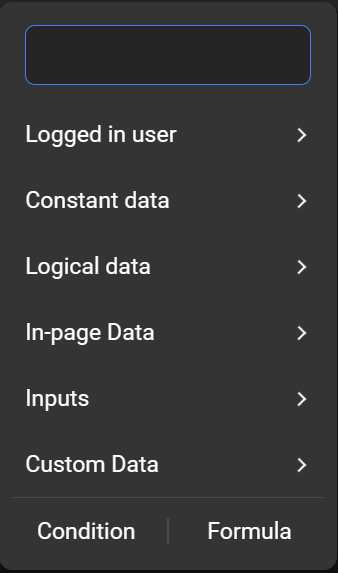 Logged in user
Constant data
Logical data
In-page Data
Inputs
Custom Data
Condition
Formula